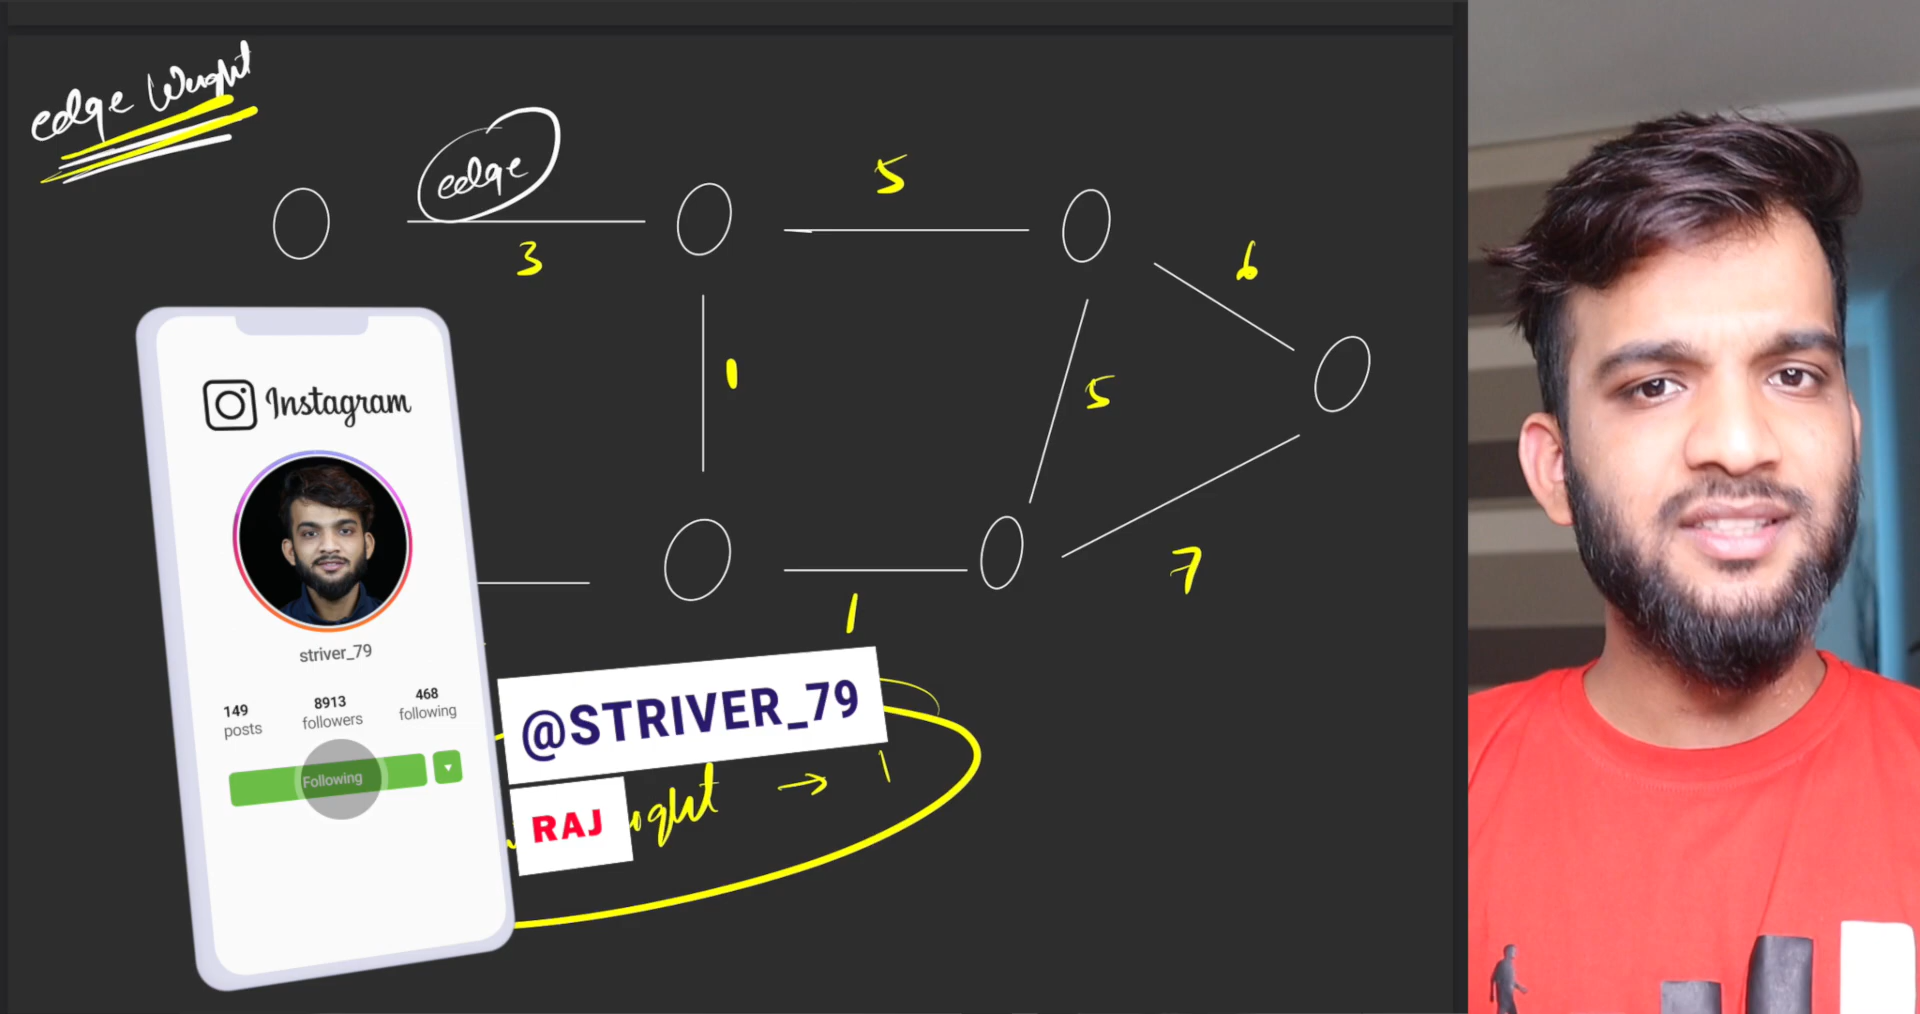 edge Weight
edge
5
3
6
1
5
7
1
Instagram
striver_79
149
posts
8913
followers
468
following
Following
@STRIVER_79
RAJ
ight → 1